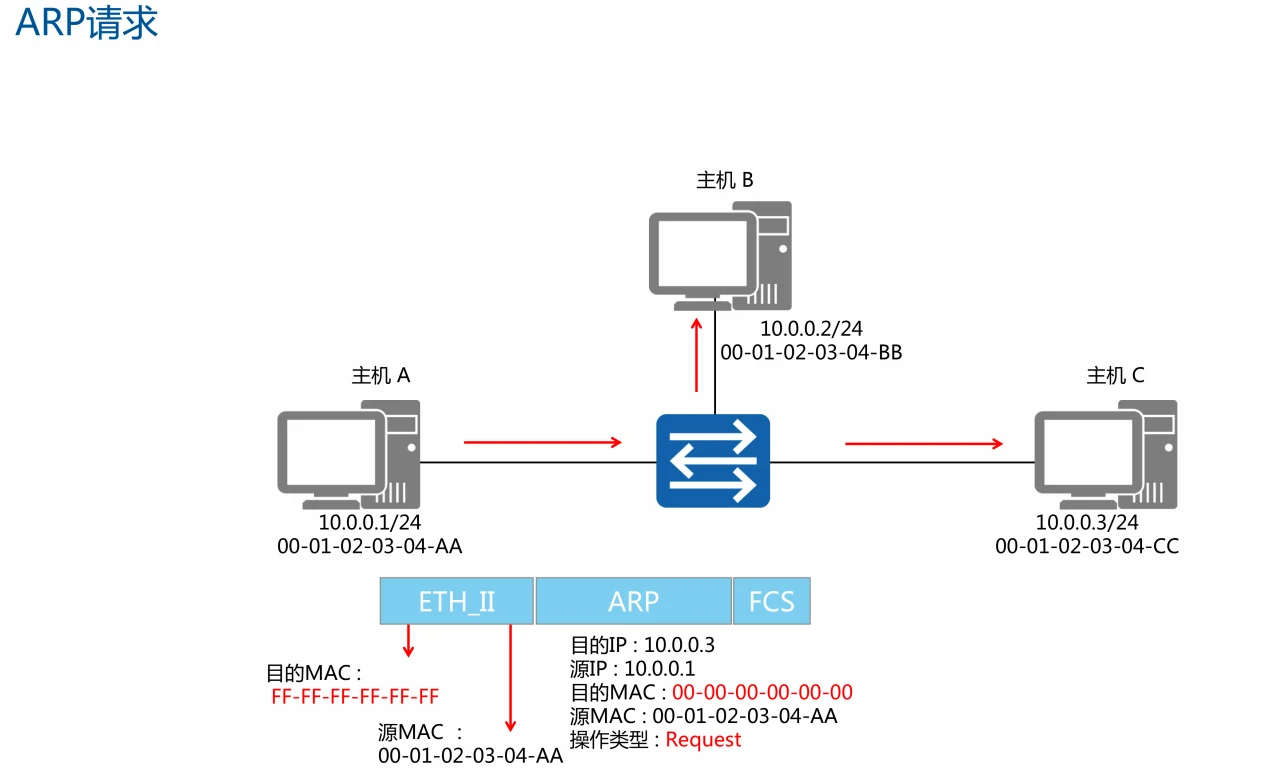 ARP请求
主机 B
10.0.0.2/24
00-01-02-03-04-BB
主机 A
主机 C
10.0.0.1/24
00-01-02-03-04-AA
10.0.0.3/24
00-01-02-03-04-CC
ETH_II
ARP
FCS
目的MAC :
FF-FF-FF-FF-FF-FF
源MAC :
00-01-02-03-04-AA
目的IP : 10.0.0.3
源IP : 10.0.0.1
目的MAC : 00-00-00-00-00-00
源MAC : 00-01-02-03-04-AA
操作类型 : Request